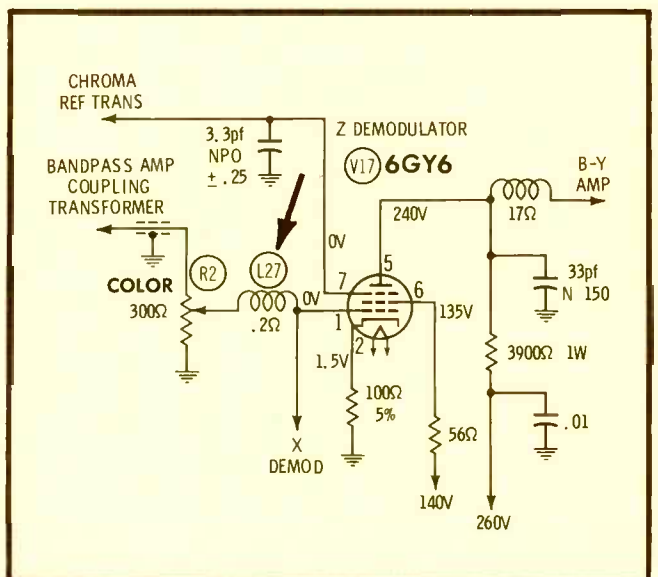 CHROMA
REF TRANS
3.3pf
NPO
± .25
Z DEMODULATOR
V17 6GY6
BANDPASS AMP
COUPLING
TRANSFORMER
B-Y
AMP
17Ω
240V
0V
5
7
6
COLOR
R2
L27
300Ω
.2Ω
0V
1
2
135V
33pf
N 150
1.5V
3900Ω 1W
100Ω
5%
56Ω
.01
X
DEMOD
140V
260V